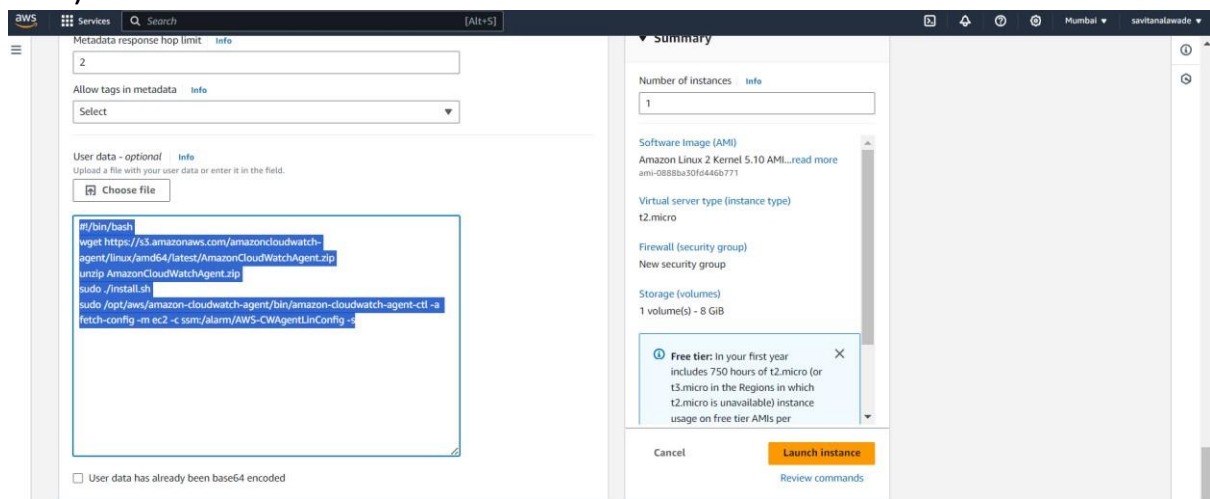 aws Services Search [Alt+S] Mumbai ▼ savitanalawade ▼
Metadata response hop limit Info
2
Allow tags in metadata Info
Select
User data - optional Info
Upload a file with your user data or enter it in the field.
Choose file
#!/bin/bash
wget https://s3.amazonaws.com/amazoncloudwatch-
agent/linux/amd64/latest/AmazonCloudWatchAgent.zip
unzip AmazonCloudWatchAgent.zip
sudo ./install.sh
sudo /opt/aws/amazon-cloudwatch-agent/bin/amazon-cloudwatch-agent-ctl -a
fetch-config -m ec2 -c ssm:/alarm/AWS-CWAgentLinConfig -s
User data has already been base64 encoded
▼ Summary
Number of instances Info
1
Software Image (AMI)
Amazon Linux 2 Kernel 5.10 AMI...read more
ami-0888ba30fd446b771
Virtual server type (instance type)
t2.micro
Firewall (security group)
New security group
Storage (volumes)
1 volume(s) - 8 GiB
Free tier: In your first year
includes 750 hours of t2.micro (or
t3.micro in the Regions in which
t2.micro is unavailable) instance
usage on free tier AMIs per
Cancel
Launch instance
Review commands